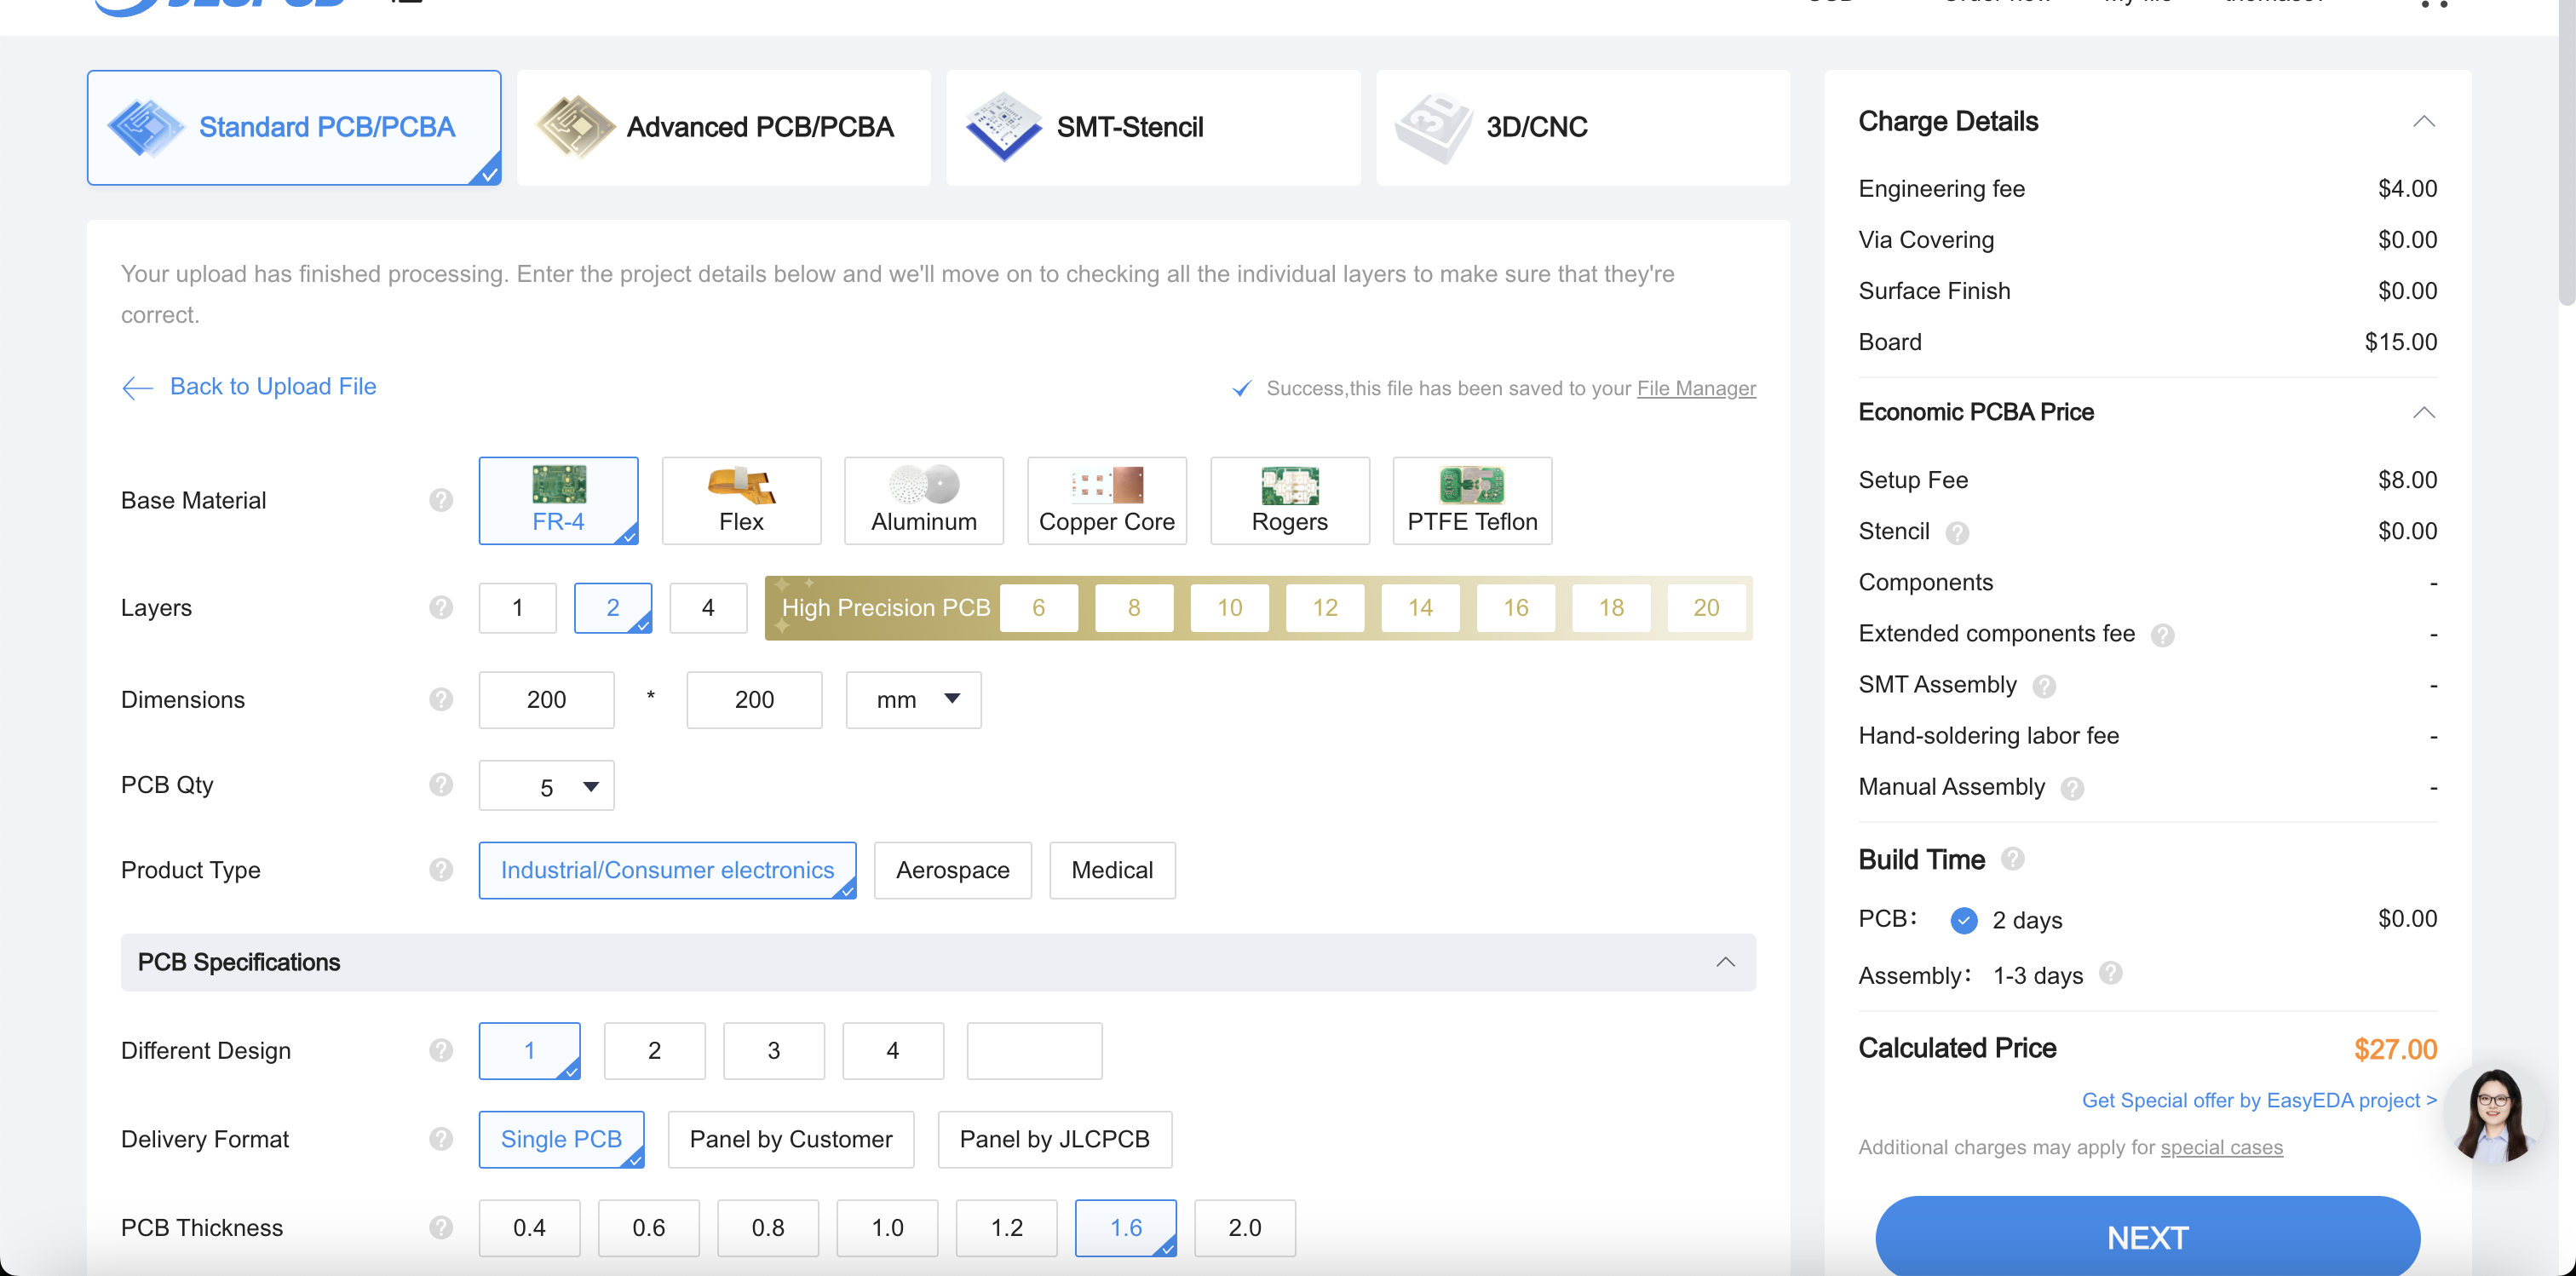 Standard PCB/PCBA
Advanced PCB/PCBA
SMT-Stencil
3D/CNC
Your upload has finished processing. Enter the project details below and we'll move on to checking all the individual layers to make sure that they're
correct.
Back to Upload File
Success,this file has been saved to your File Manager
Base Material
FR-4
Flex
Aluminum
Copper Core
Rogers
PTFE Teflon
Layers
1
2
4
High Precision PCB
6
8
10
12
14
16
18
20
Dimensions
200
*
200
mm
PCB Qty
5
Product Type
Industrial/Consumer electronics
Aerospace
Medical
PCB Specifications
Different Design
1
2
3
4
Delivery Format
Single PCB
Panel by Customer
Panel by JLCPCB
PCB Thickness
0.4
0.6
0.8
1.0
1.2
1.6
2.0
Charge Details
Engineering fee $4.00
Via Covering $0.00
Surface Finish $0.00
Board $15.00
Economic PCBA Price
Setup Fee $8.00
Stencil $0.00
Components -
Extended components fee -
SMT Assembly -
Hand-soldering labor fee -
Manual Assembly -
Build Time
PCB: 2 days $0.00
Assembly: 1-3 days
Calculated Price $27.00
Get Special offer by EasyEDA project >
Additional charges may apply for special cases
NEXT